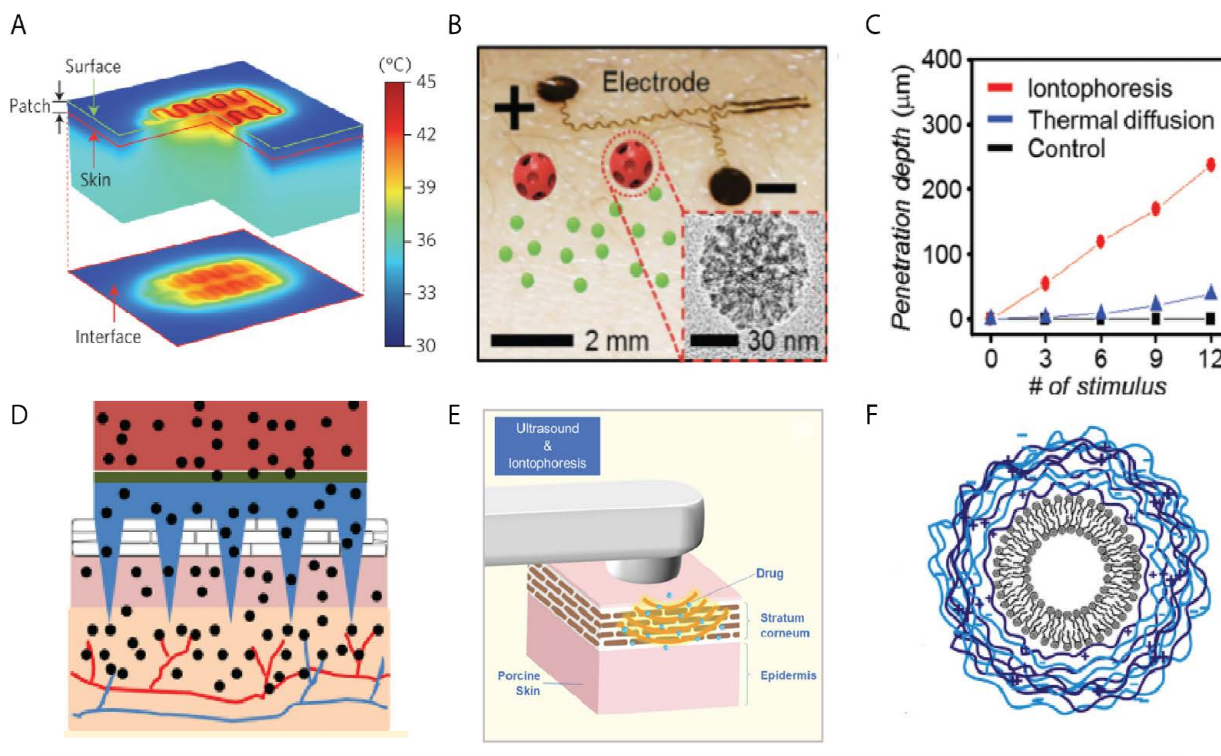 A
Surface
Patch
Skin
Interface
(°C)
45
42
39
36
33
30
B
Electrode
+
−
2 mm
30 nm
C
Penetration depth (μm)
400
300
200
100
0
Iontophoresis
Thermal diffusion
Control
0 3 6 9 12
# of stimulus
D
E
Ultrasound
&
Iontophoresis
Drug
Stratum
corneum
Epidermis
Porcine
Skin
F